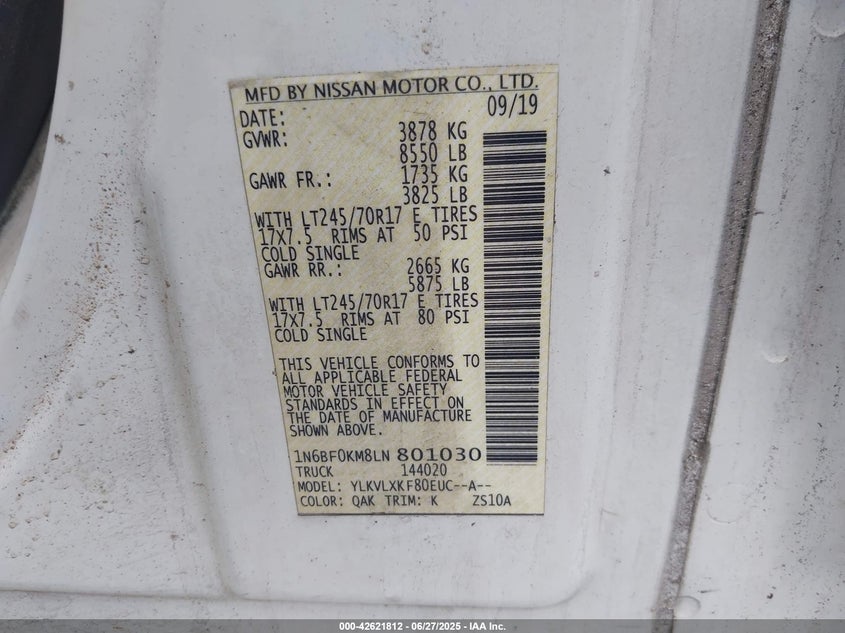 MFD BY NISSAN MOTOR CO., LTD.
DATE: 09/19
GVWR: 3878 KG
8550 LB
GAWR FR.: 1735 KG
3825 LB
WITH LT245/70R17 E TIRES
17X7.5 RIMS AT 50 PSI
COLD SINGLE
GAWR RR.: 2665 KG
5875 LB
WITH LT245/70R17 E TIRES
17X7.5 RIMS AT 80 PSI
COLD SINGLE
THIS VEHICLE CONFORMS TO
ALL APPLICABLE FEDERAL
MOTOR VEHICLE SAFETY
STANDARDS IN EFFECT ON
THE DATE OF MANUFACTURE
SHOWN ABOVE.
1N6BF0KM8LN 801030
TRUCK 144020
MODEL: YLKVLXKF80EUC--A--
COLOR: QAK TRIM: K ZS10A
000-42621812 - 06/27/2025 - IAA Inc.